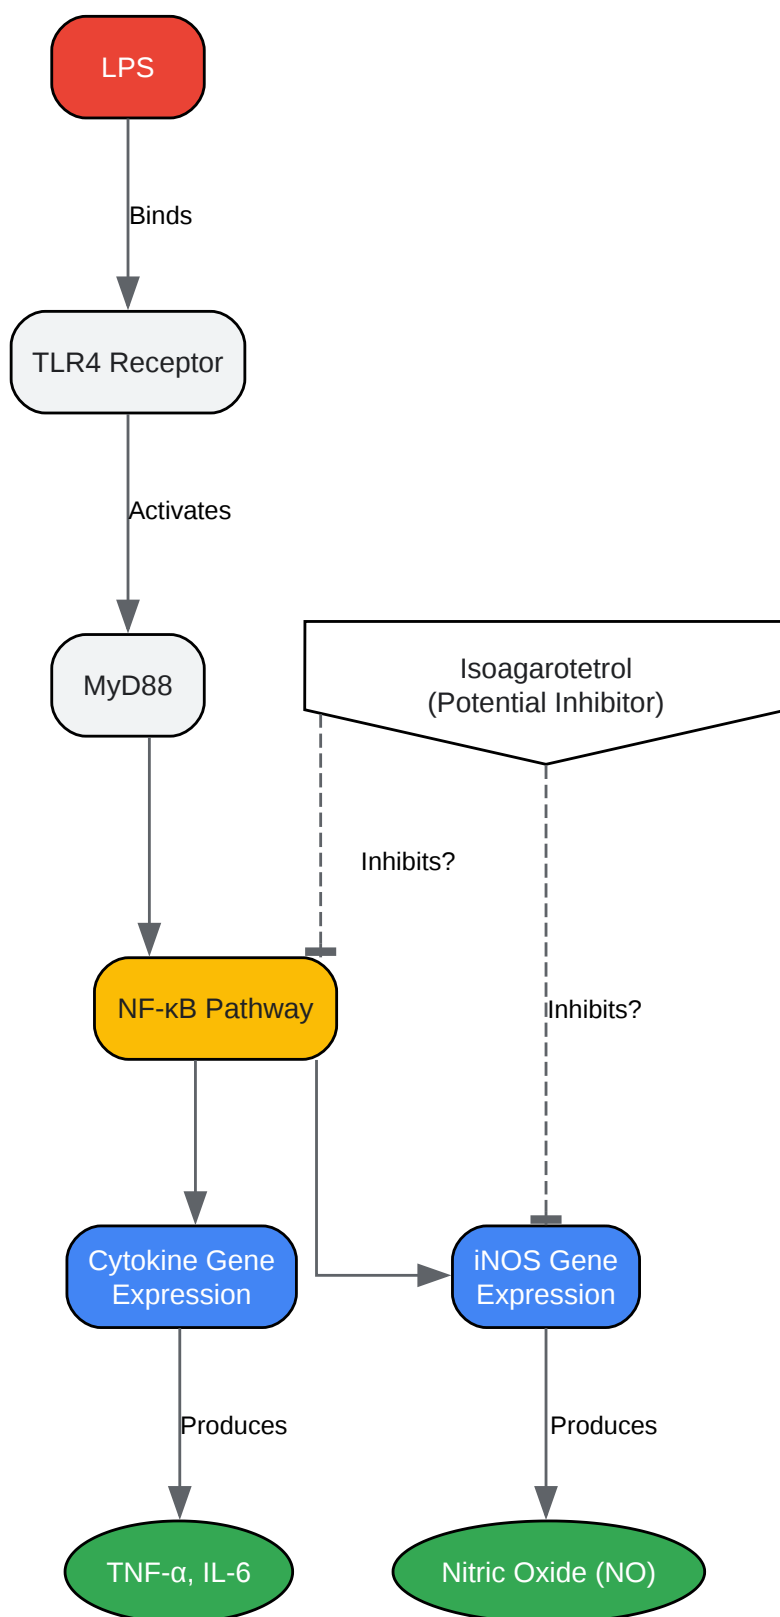 LPS
Binds
TLR4 Receptor
Activates
MyD88
Isoagarotetrol
(Potential Inhibitor)
Inhibits?
NF-κB Pathway
Inhibits?
Cytokine Gene
Expression
iNOS Gene
Expression
Produces
Produces
TNF-α, IL-6
Nitric Oxide (NO)